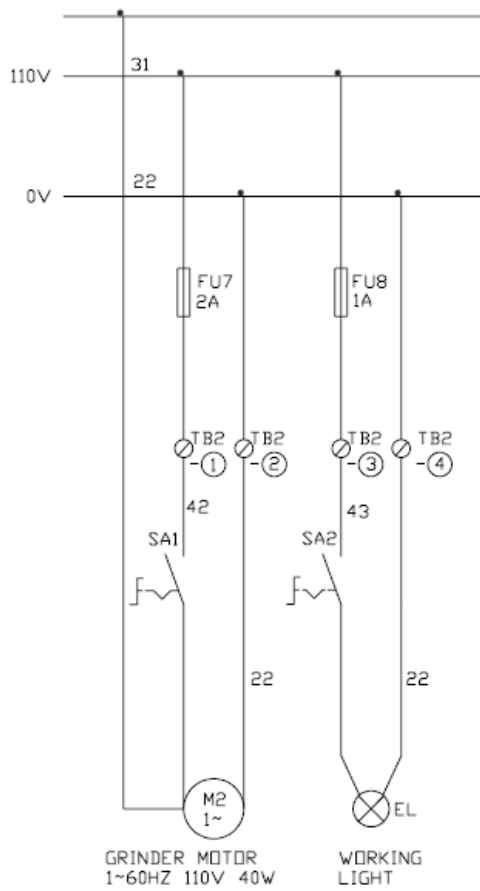 31
110V
22
0V
FU7
2A
FU8
1A
TB2
-①
TB2
-②
TB2
-③
TB2
-④
42
43
SA1
SA2
22
22
M2
1~
EL
GRINDER MOTOR
1~60HZ 110V 40W
WORKING
LIGHT